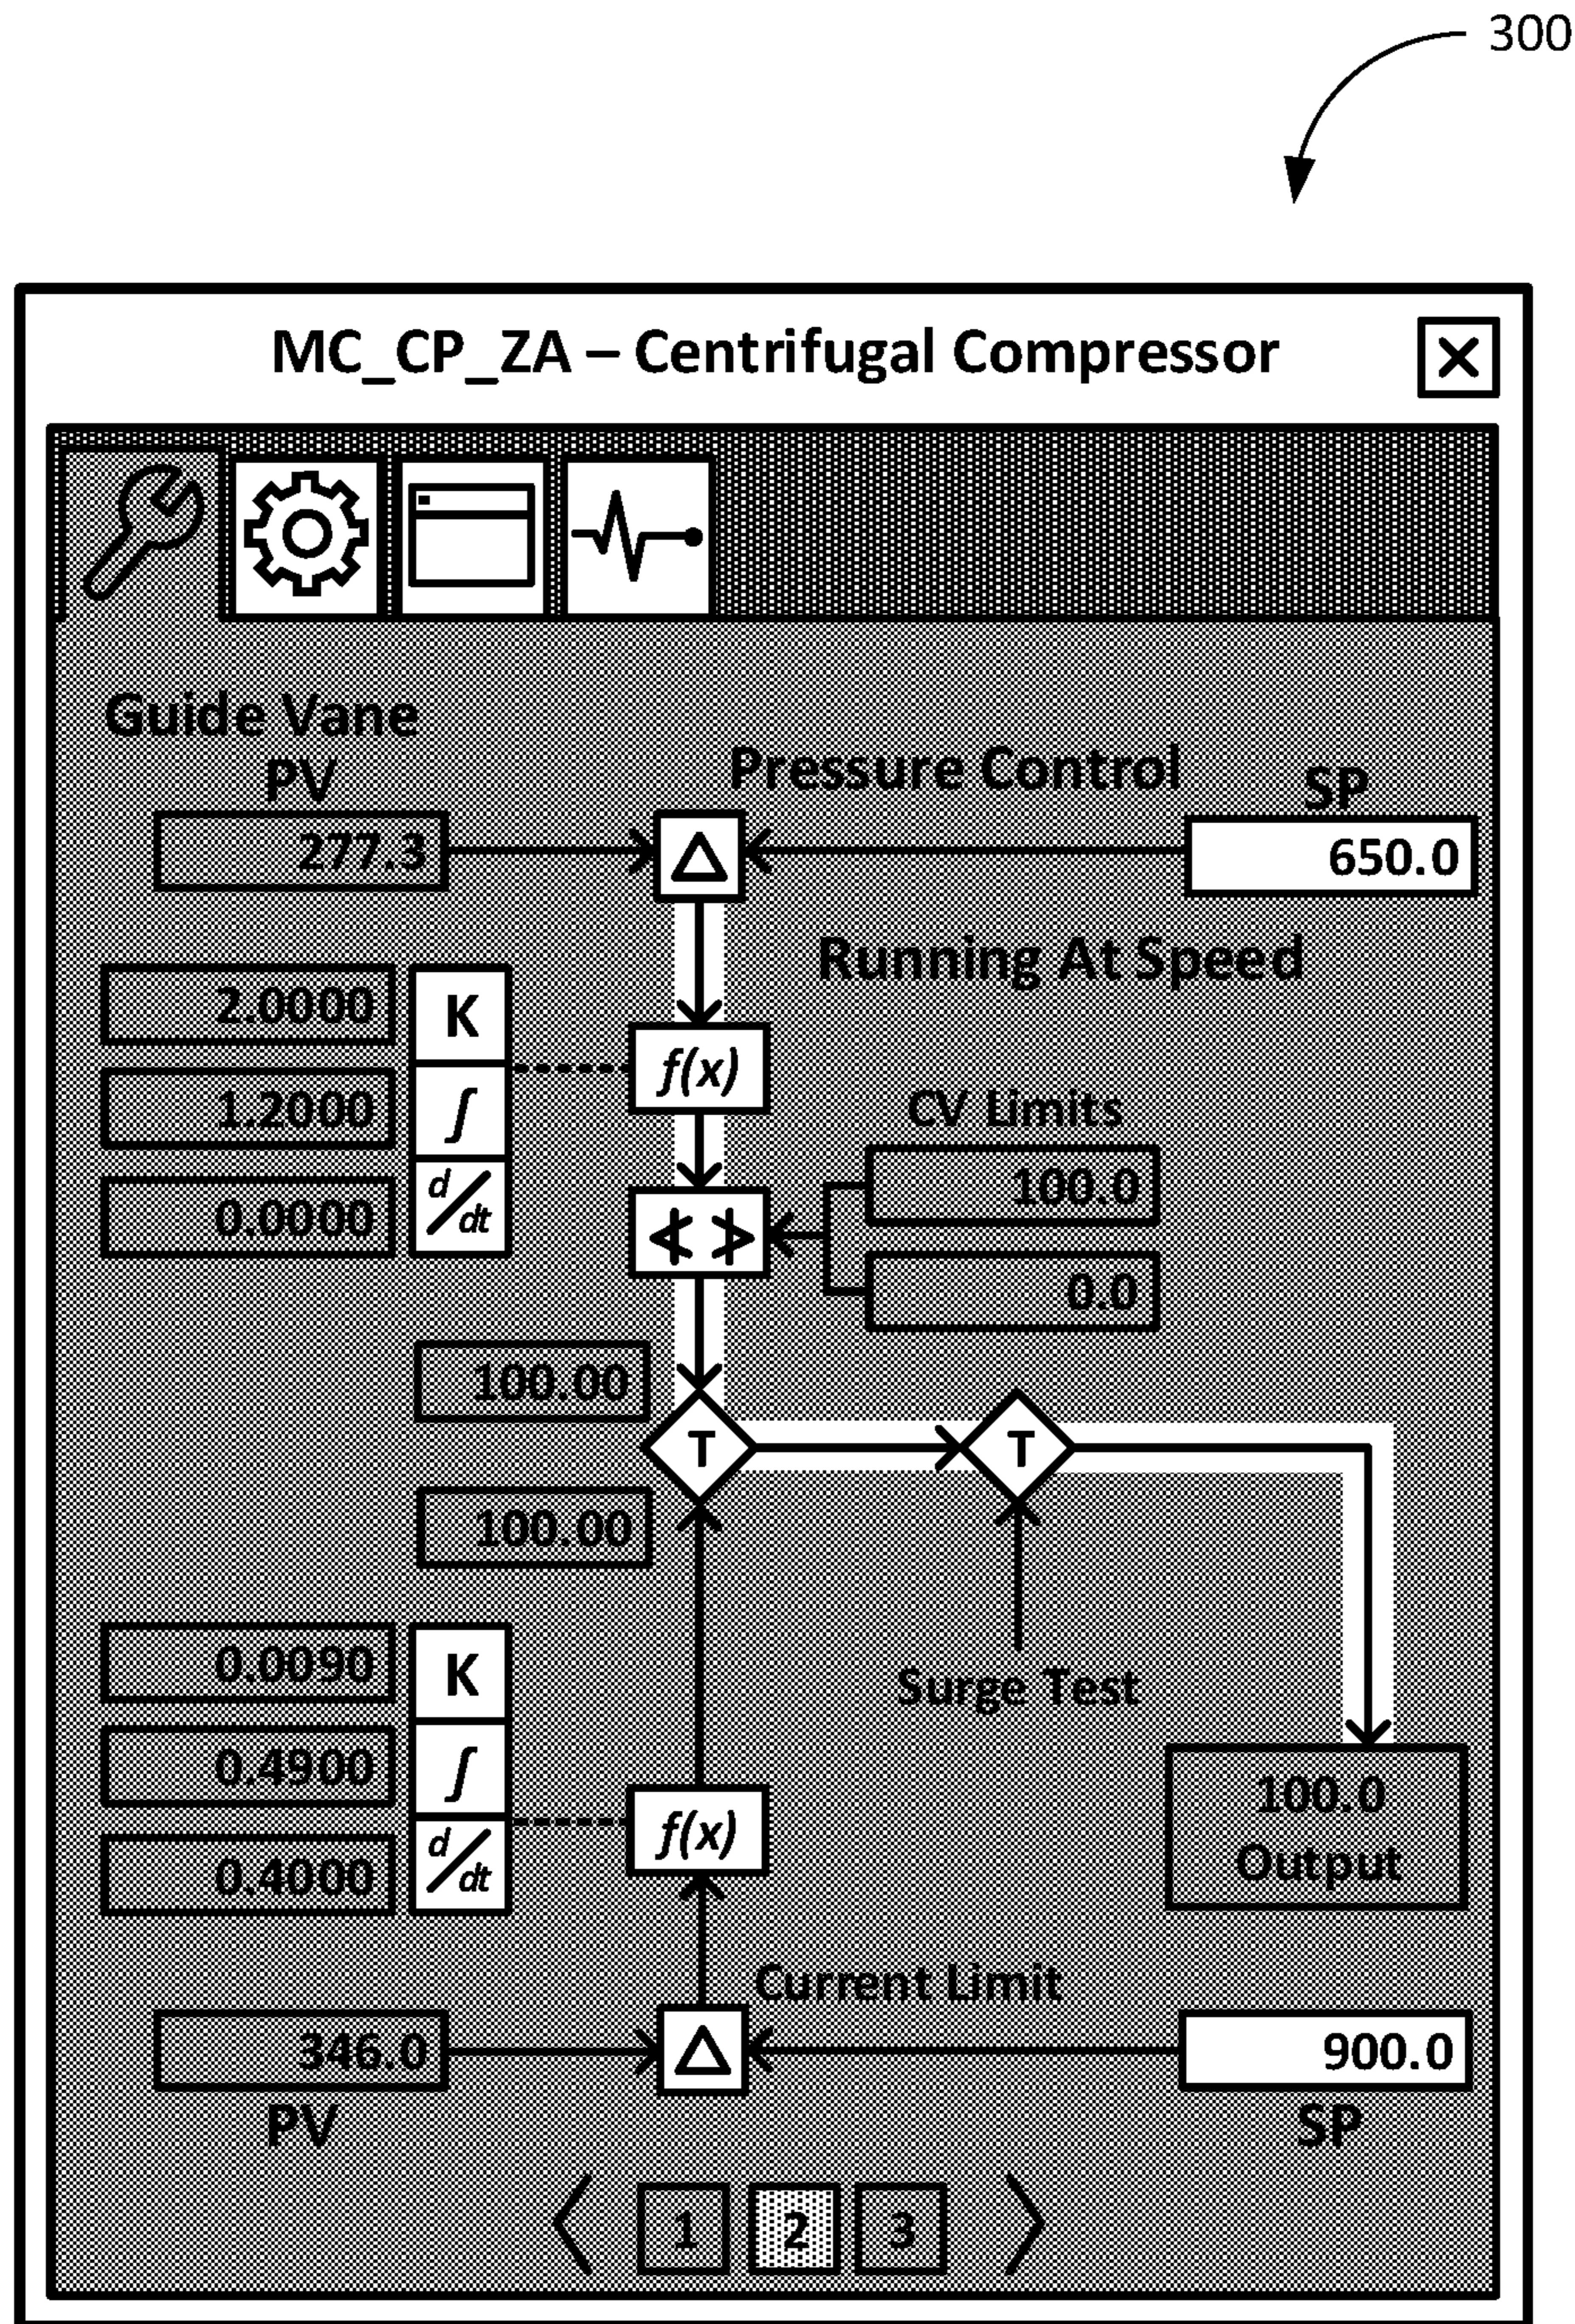 300
MC_CP_ZA – Centrifugal Compressor
Guide Vane
PV
Pressure Control
SP
277.3
Δ
650.0
Running At Speed
2.0000
K
1.2000
∫
f(x)
0.0000
d/dt
CV Limits
100.0
0.0
100.00
T
T
100.00
0.0090
K
Surge Test
0.4900
∫
f(x)
0.4000
d/dt
100.0
Output
Current Limit
346.0
Δ
900.0
PV
SP
1 2 3